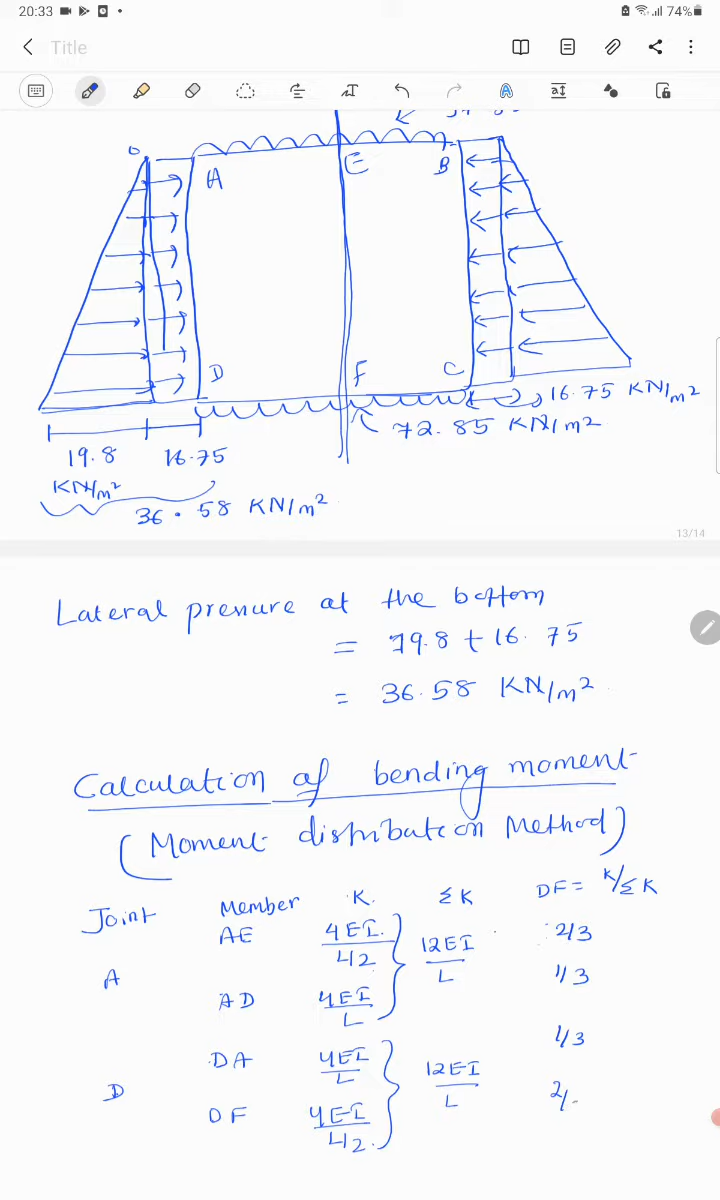 20:33
74%
Title
A
E
B
D
F
C
16.75 KN/m²
72.85 KN/m²
19.8 16.75
KN/m²
36.58 KN/m²
13/14
Lateral pressure at the bottom
= 19.8 + 16.75
= 36.58 KN/m²
Calculation of bending moment
(Moment distribution Method)
Joint Member K. ΣK DF = K/ΣK
AE 4EI/L/2 12EI/L 2/3
A
AD 4EI/L 1/3
DA 4EI/L 12EI/L 1/3
D
DF 4EI/L/2 2/